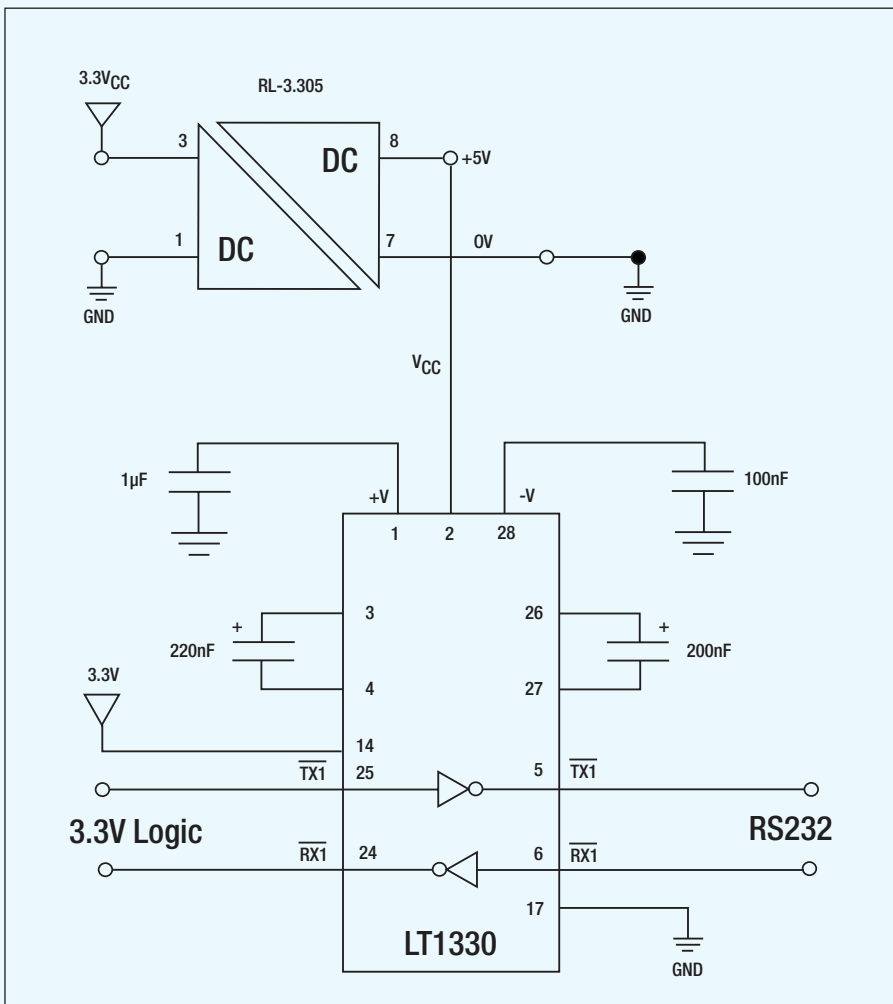 3.3VCC
RL-3.305
3
DC
8
+5V
1
DC
7
0V
GND
GND
VCC
1µF
+V
-V
100nF
1
2
28
3
26
+
220nF
+
200nF
4
27
3.3V
14
TX1
25
5
TX1
3.3V Logic
RS232
RX1
24
6
RX1
17
LT1330
GND